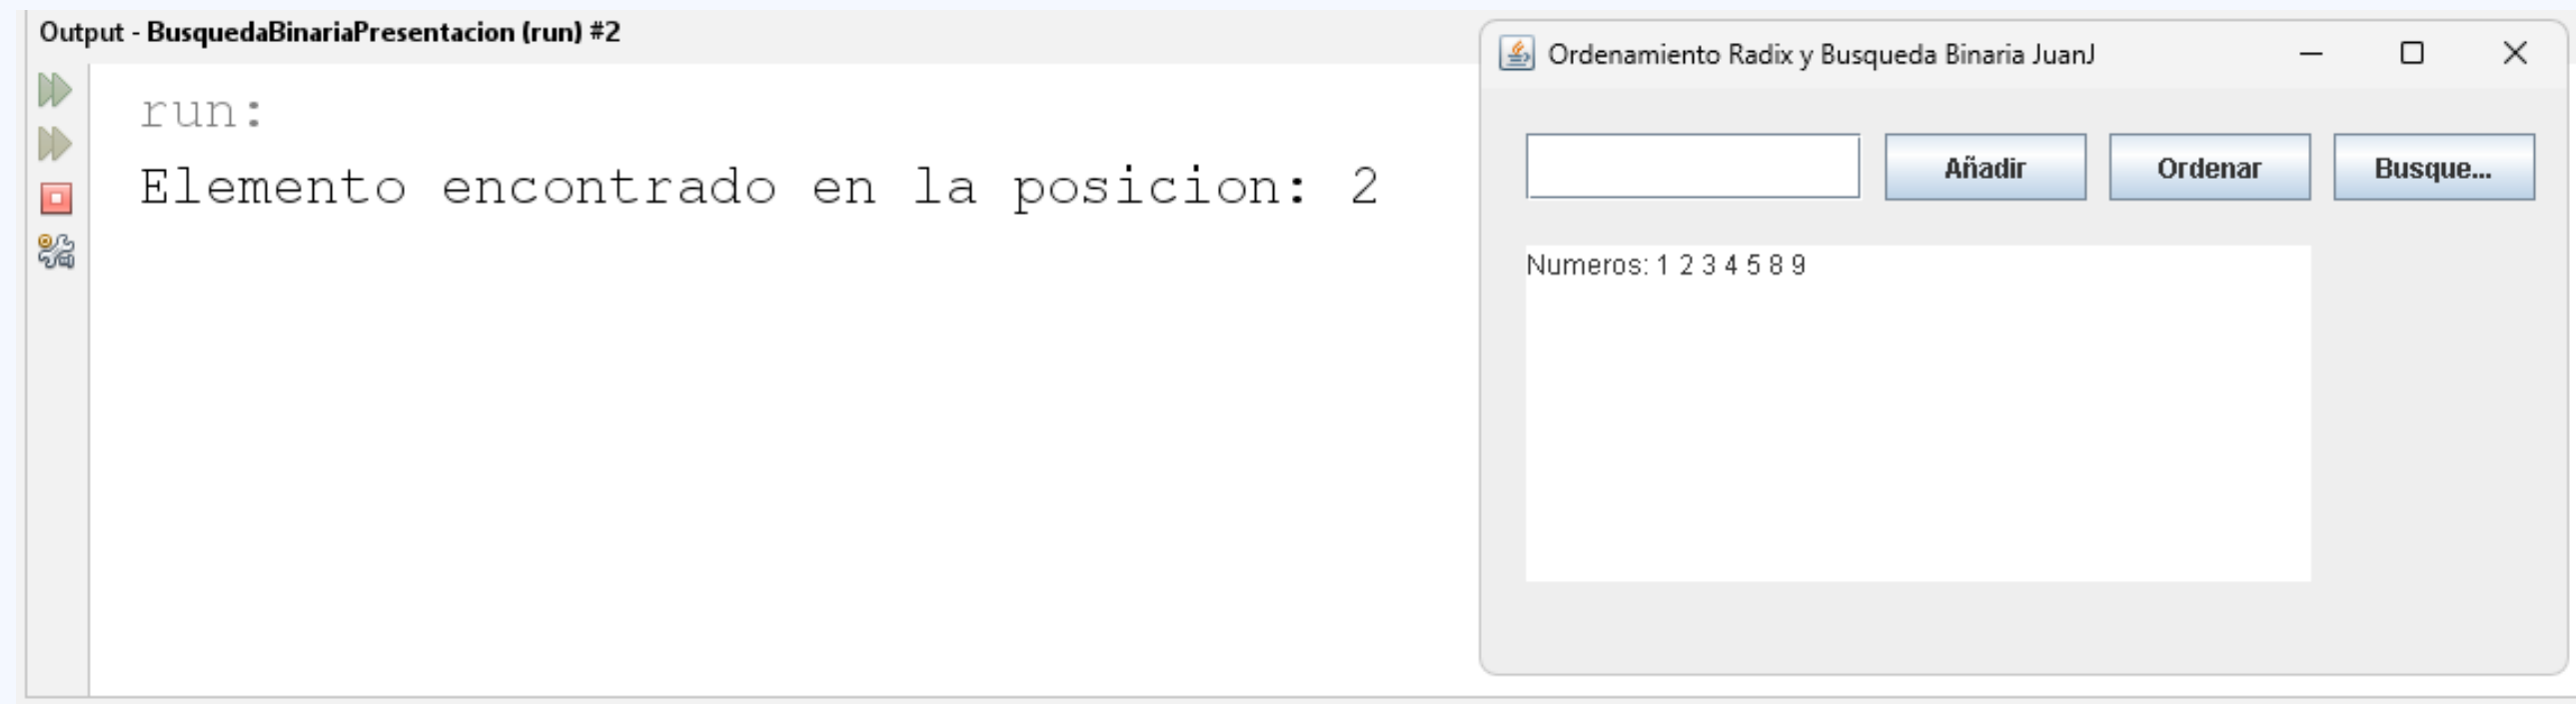 Output - BusquedaBinariaPresentacion (run) #2
run:
Elemento encontrado en la posicion: 2
Ordenamiento Radix y Busqueda Binaria JuanJ
Añadir Ordenar Busque...
Numeros: 1 2 3 4 5 8 9